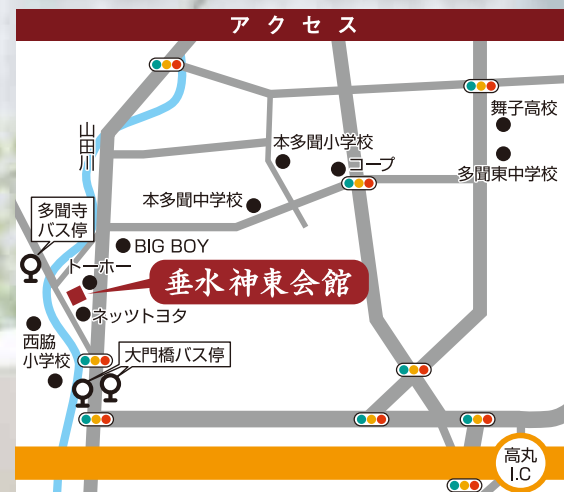 アクセス
舞子高校
山田川
本多聞小学校
コープ
多聞東中学校
本多聞中学校
多聞寺
バス停
BIG BOY
トーホー
垂水神東会館
ネッツトヨタ
西脇
小学校
大門橋バス停
高丸
I.C